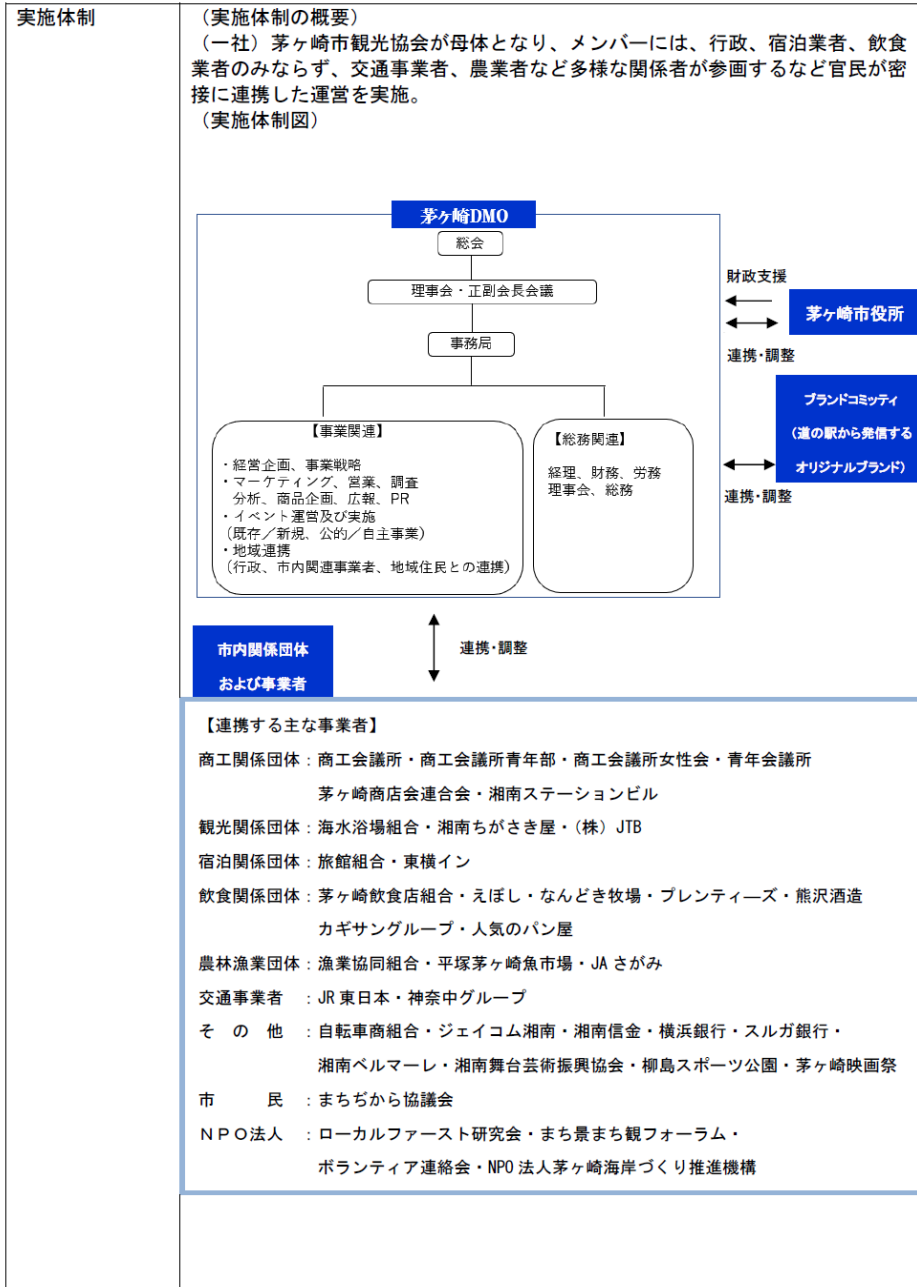 実施体制
(実施体制の概要)
(一社)茅ヶ崎市観光協会が母体となり、メンバーには、行政、宿泊業者、飲食
業者のみならず、交通事業者、農業者など多様な関係者が参画するなど官民が密
接に連携した運営を実施。
(実施体制図)
茅ヶ崎DMO
総会
理事会・正副会長会議
事務局
【事業関連】
・経営企画、事業戦略
・マーケティング、営業、調査
分析、商品企画、広報、PR
・イベント運営及び実施
(既存/新規、公的/自主事業)
・地域連携
(行政、市内関連事業者、地域住民との連携)
【総務関連】
経理、財務、労務
理事会、総務
財政支援
茅ヶ崎市役所
連携・調整
ブランドコミッティ
(道の駅から発信する
オリジナルブランド)
連携・調整
市内関係団体
および事業者
連携・調整
【連携する主な事業者】
商工関係団体:商工会議所・商工会議所青年部・商工会議所女性会・青年会議所
茅ヶ崎商店会連合会・湘南ステーションビル
観光関係団体:海水浴場組合・湘南ちがさき屋・(株)JTB
宿泊関係団体:旅館組合・東横イン
飲食関係団体:茅ヶ崎飲食店組合・えぼし・なんどき牧場・プレンティ―ズ・熊沢酒造
カギサングループ・人気のパン屋
農林漁業団体:漁業協同組合・平塚茅ヶ崎魚市場・JAさがみ
交通事業者 :JR東日本・神奈中グループ
そ の 他 :自転車商組合・ジェイコム湘南・湘南信金・横浜銀行・スルガ銀行・
湘南ベルマーレ・湘南舞台芸術振興協会・柳島スポーツ公園・茅ヶ崎映画祭
市 民 :まちぢから協議会
NPO法人 :ローカルファースト研究会・まち景まち観フォーラム・
ボランティア連絡会・NPO法人茅ヶ崎海岸づくり推進機構